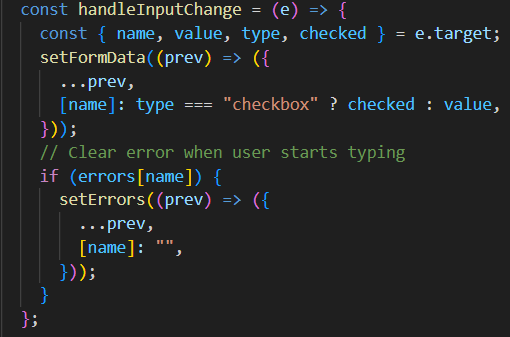 const handleInputChange = (e) => {
  const { name, value, type, checked } = e.target;
  setFormData((prev) => ({
    ...prev,
    [name]: type === "checkbox" ? checked : value,
  }));
  // Clear error when user starts typing
  if (errors[name]) {
    setErrors((prev) => ({
      ...prev,
      [name]: "",
    }));
  }
};